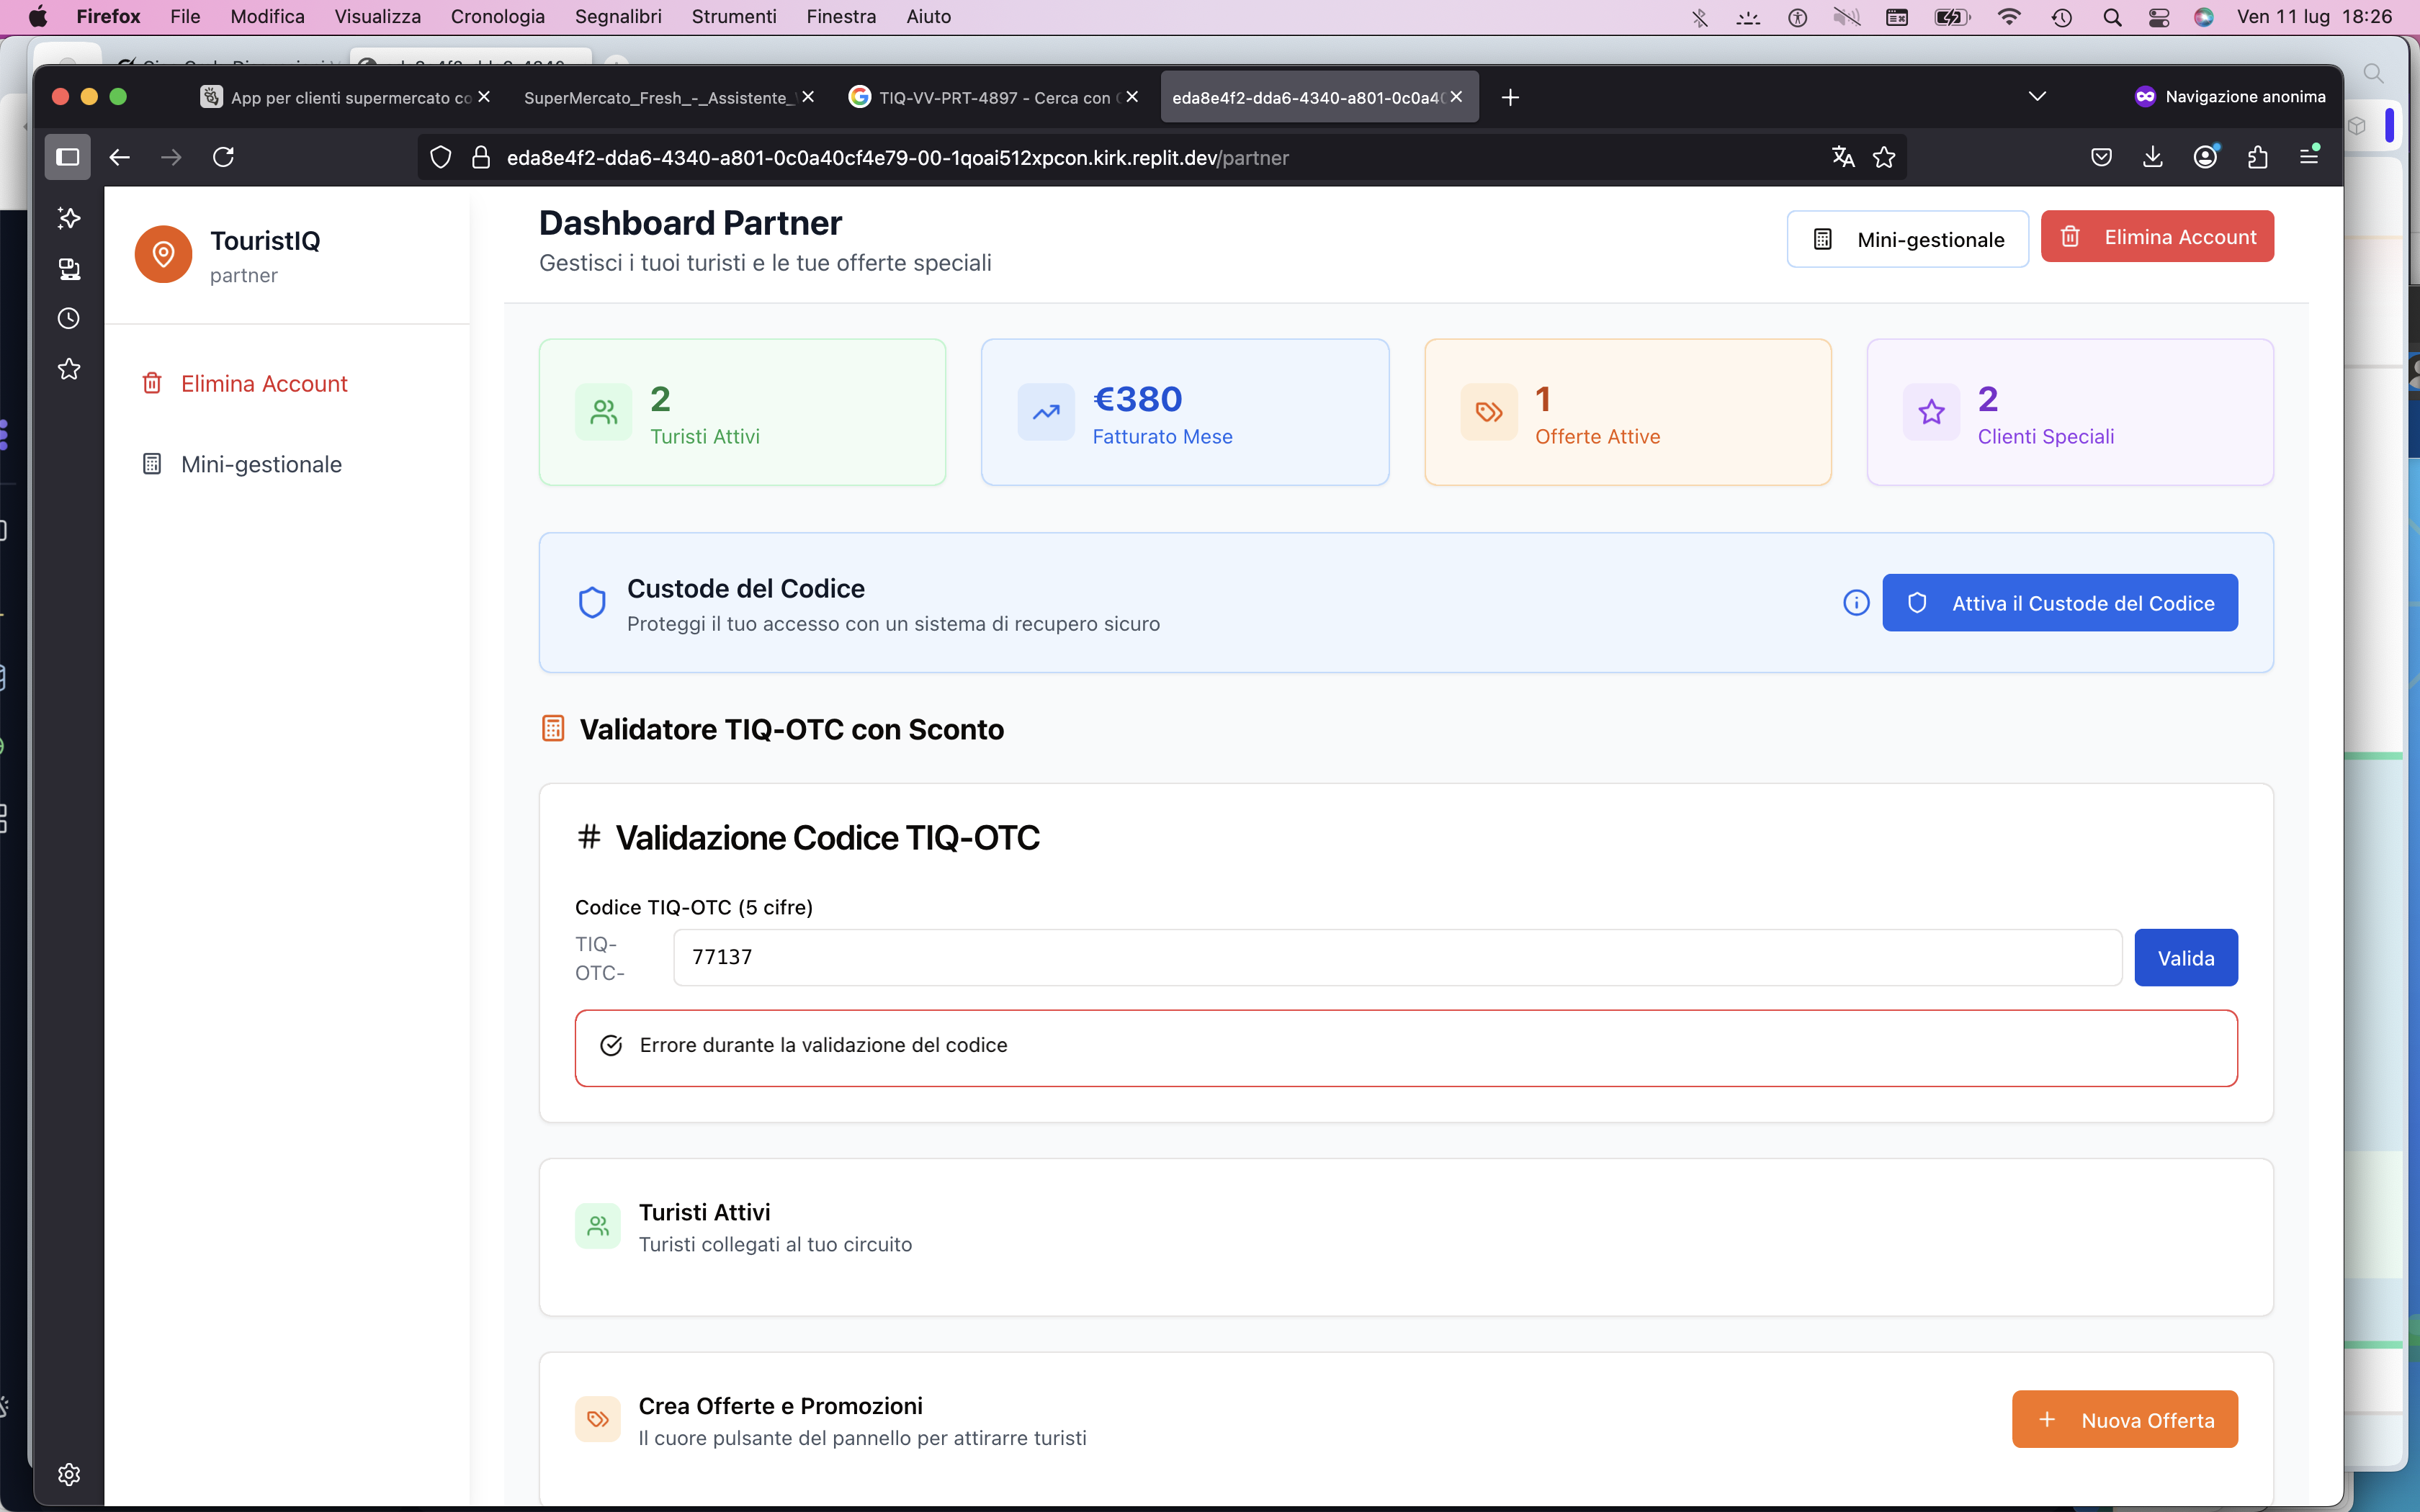 Firefox File Modifica Visualizza Cronologia Segnalibri Strumenti Finestra Aiuto Ven 11 lug 18:26
App per clienti supermercato co SuperMercato_Fresh_-_Assistente_ TIQ-VV-PRT-4897 - Cerca con eda8e4f2-dda6-4340-a801-0c0a40 Navigazione anonima
eda8e4f2-dda6-4340-a801-0c0a40cf4e79-00-1qoai512xpcon.kirk.replit.dev/partner
TouristIQ
partner
Elimina Account
Mini-gestionale
Dashboard Partner
Gestisci i tuoi turisti e le tue offerte speciali
Mini-gestionale
Elimina Account
2
Turisti Attivi
€380
Fatturato Mese
1
Offerte Attive
2
Clienti Speciali
Custode del Codice
Proteggi il tuo accesso con un sistema di recupero sicuro
Attiva il Custode del Codice
Validatore TIQ-OTC con Sconto
# Validazione Codice TIQ-OTC
Codice TIQ-OTC (5 cifre)
TIQ-
OTC-
77137
Valida
Errore durante la validazione del codice
Turisti Attivi
Turisti collegati al tuo circuito
Crea Offerte e Promozioni
Il cuore pulsante del pannello per attirarre turisti
+ Nuova Offerta